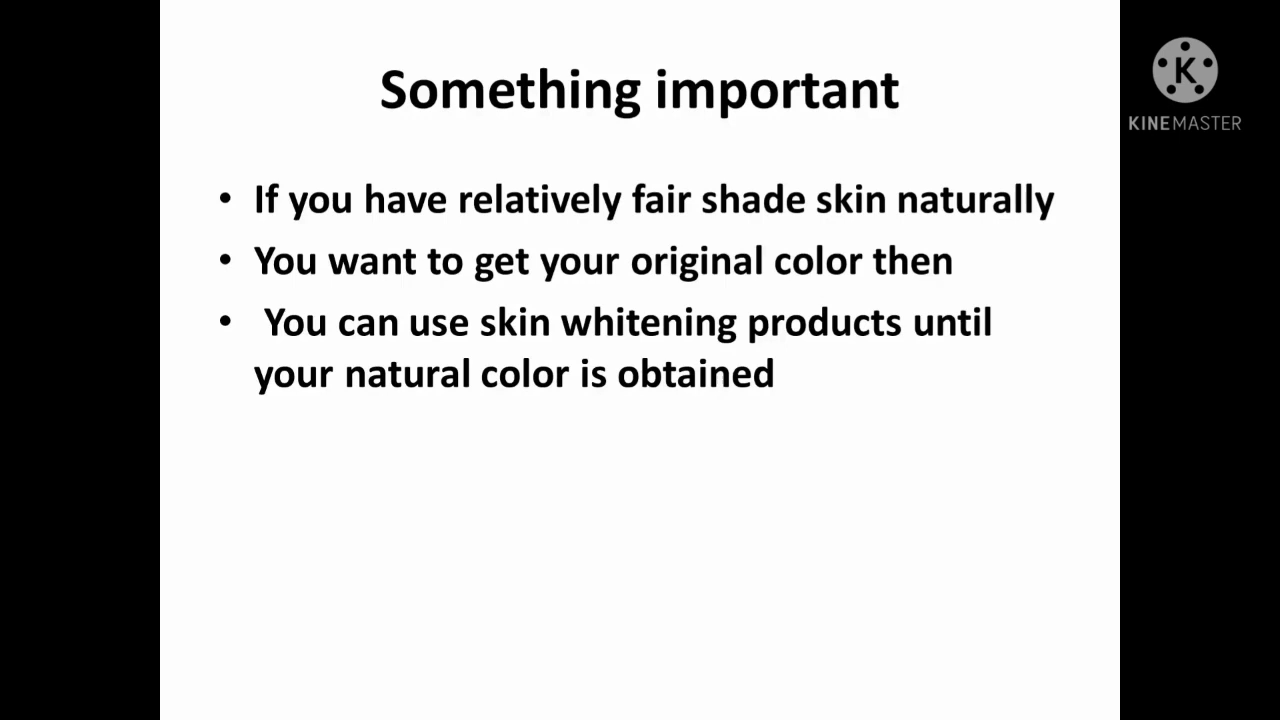 Something important
K
KINEMASTER
• If you have relatively fair shade skin naturally
• You want to get your original color then
• You can use skin whitening products until
your natural color is obtained